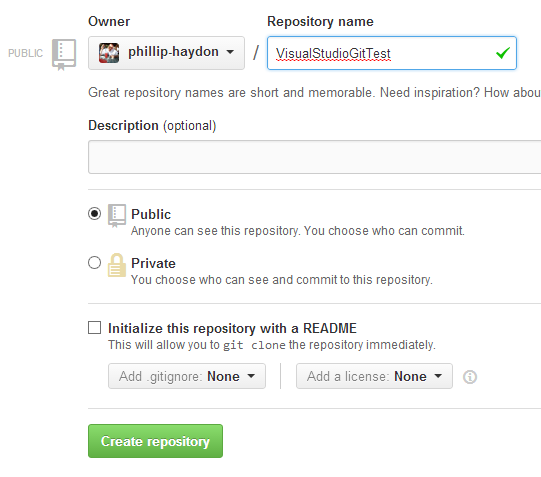 Owner
Repository name
PUBLIC
phillip-haydon
/
VisualStudioGitTest
Great repository names are short and memorable. Need inspiration? How abou
Description (optional)
Public
Anyone can see this repository. You choose who can commit.
Private
You choose who can see and commit to this repository.
Initialize this repository with a README
This will allow you to git clone the repository immediately.
Add .gitignore: None
Add a license: None
Create repository